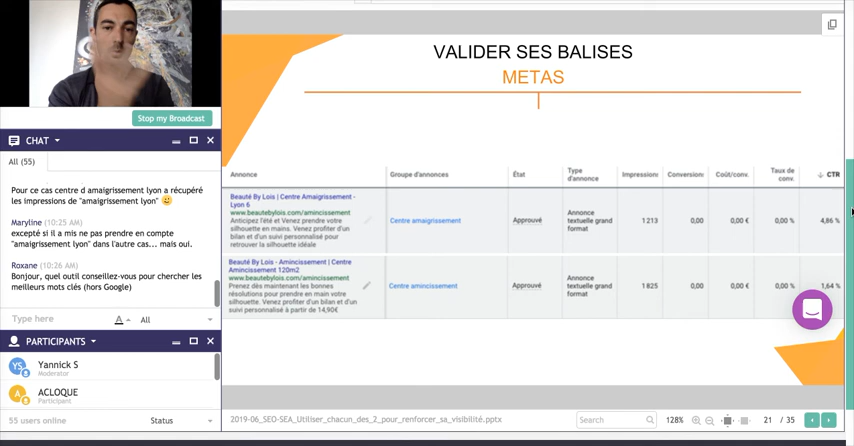 VALIDER SES BALISES
METAS
Stop my Broadcast
CHAT
All (55)
Pour ce cas centre d amaigrissement lyon a récupéré
les impressions de "amaigrissement lyon"
Maryline (10:25 AM)
excepté si il a mis ne pas prendre en compte
"amaigrissement lyon" dans l'autre cas... mais oui.
Roxane (10:26 AM)
Bonjour, quel outil conseillez-vous pour chercher les
meilleurs mots clés (hors Google)
Type here
A
All
PARTICIPANTS
YS
Yannick S
Moderator
A
ACLOQUE
Participant
55 users online
Status
Annonce
Groupe d'annonces
État
Type
d'annonce
Impressions
Conversions
Coût/conv.
Taux de
conv.
CTR
Beauté By Lois | Centre Amaigrissement -
Lyon 6
www.beautebylois.com/amincissement
Anticipez l'été et Venez prendre votre
silhouette en mains. Venez profiter d'un
bilan et d'un suivi personnalisé pour
retrouver la silhouette idéale
Centre amaigrissement
Approuvé
Annonce
textuelle grand
format
1 213
0,00
0,00 €
0,00 %
4,86 %
Beauté By Lois - Amincissement | Centre
Amincissement 120m2
www.beautebylois.com/amincissement
Prenez dès maintenant les bonnes
résolutions pour prendre en main votre
silhouette. Venez profiter d'un bilan et d'un
suivi personnalisé à partir de 14,90€
Centre amincissement
Approuvé
Annonce
textuelle grand
format
1 825
0,00
0,00 €
0,00 %
1,64 %
2019-06_SEO-SEA_Utiliser_chacun_des_2_pour_renforcer_sa_visibilité.pptx
Search
128%
21 / 35